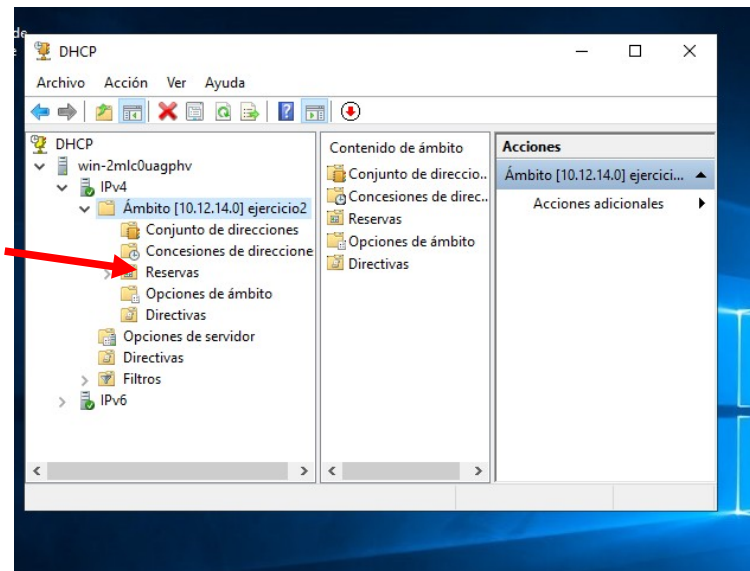 de
DHCP
Archivo Acción Ver Ayuda
DHCP
win-2mlc0uagphv
IPv4
Ámbito [10.12.14.0] ejercicio2
Conjunto de direcciones
Concesiones de direccione
Reservas
Opciones de ámbito
Directivas
Opciones de servidor
Directivas
Filtros
IPv6
Contenido de ámbito
Conjunto de direccio..
Concesiones de direc..
Reservas
Opciones de ámbito
Directivas
Acciones
Ámbito [10.12.14.0] ejercici...
Acciones adicionales